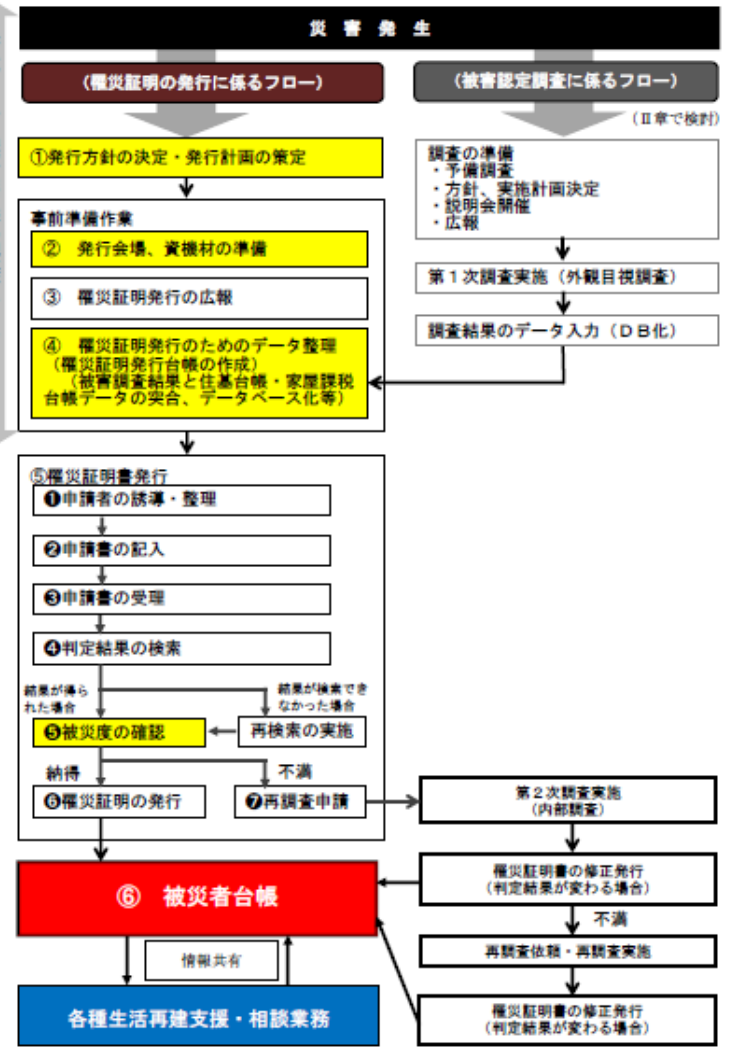 災害発生
（罹災証明の発行に係るフロー）
（被害認定調査に係るフロー）
（Ⅱ章で検討）
①発行方針の決定・発行計画の策定
調査の準備
・予備調査
・方針、実施計画決定
・説明会開催
・広報
事前準備作業
②　発行会場、資機材の準備
③　罹災証明発行の広報
④　罹災証明発行のためのデータ整理
（罹災証明発行台帳の作成）
（被害調査結果と住基台帳・家屋課税
台帳データの突合、データベース化等）
第１次調査実施（外観目視調査）
調査結果のデータ入力（ＤＢ化）
⑤罹災証明書発行
❶申請者の誘導・整理
❷申請書の記入
❸申請書の受理
❹判定結果の検索
結果が得ら
れた場合
結果が検索でき
なかった場合
❺被災度の確認
再検索の実施
納得
不満
❻罹災証明の発行
❼再調査申請
第２次調査実施
（内部調査）
罹災証明書の修正発行
（判定結果が変わる場合）
不満
再調査依頼・再調査実施
罹災証明書の修正発行
（判定結果が変わる場合）
⑥　被災者台帳
情報共有
各種生活再建支援・相談業務